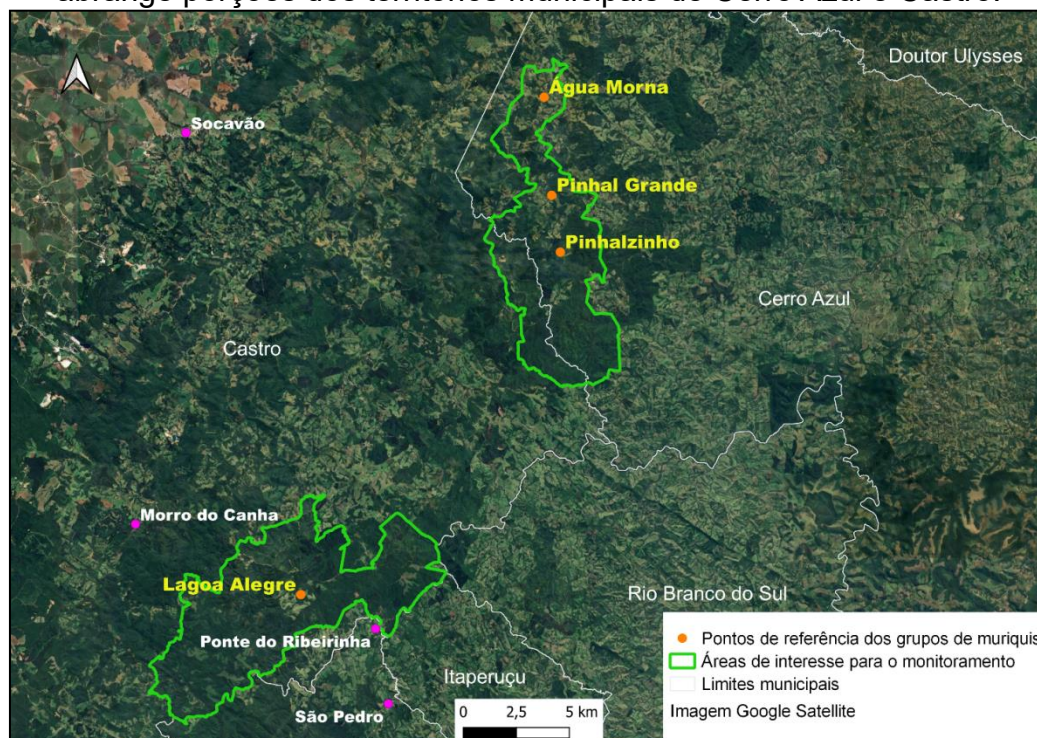 abrange porções dos territórios municipais de Cerro Azul e Castro.
Doutor Ulysses
Água Morna
Socavão
Pinhal Grande
Pinhalzinho
Cerro Azul
Castro
Morro do Canha
Lagoa Alegre
Rio Branco do Sul
Ponte do Ribeirinha
Itaperuçu
São Pedro
0 2,5 5 km
Pontos de referência dos grupos de muriquis
Áreas de interesse para o monitoramento
Limites municipais
Imagem Google Satellite